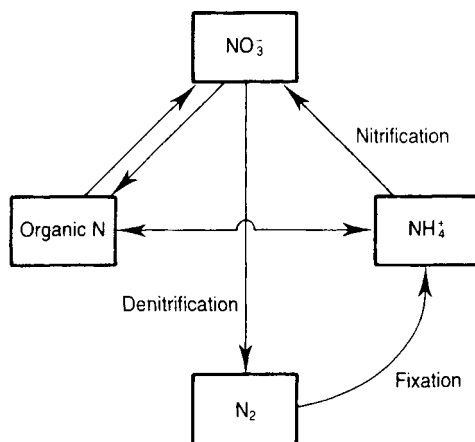 NO₃⁻
Nitrification
Organic N
NH₄⁺
Denitrification
Fixation
N₂